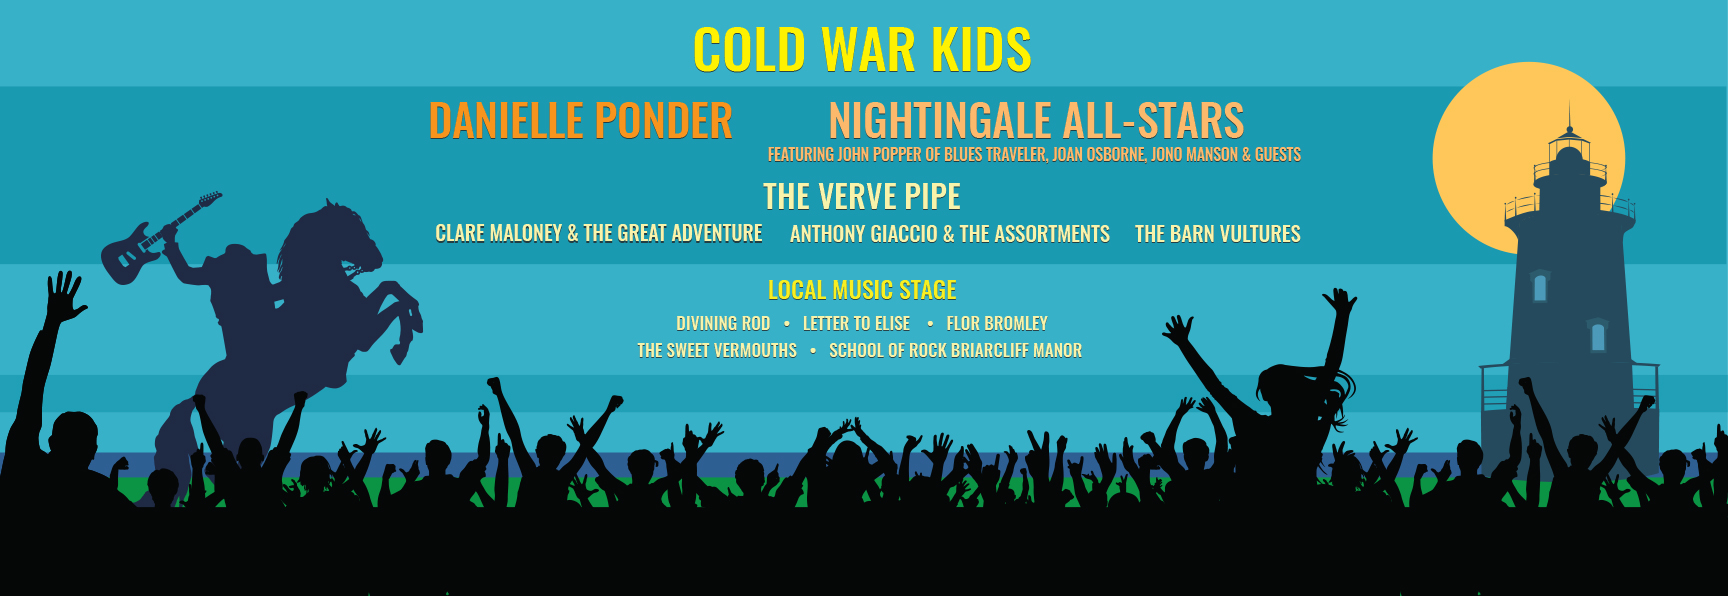 COLD WAR KIDS
DANIELLE PONDER NIGHTINGALE ALL-STARS
FEATURING JOHN POPPER OF BLUES TRAVELER, JOAN OSBORNE, JONO MANSON & GUESTS
THE VERVE PIPE
CLARE MALONEY & THE GREAT ADVENTURE ANTHONY GIACCIO & THE ASSORTMENTS THE BARN VULTURES
LOCAL MUSIC STAGE
DIVINING ROD • LETTER TO ELISE • FLOR BROMLEY
THE SWEET VERMOUTHS • SCHOOL OF ROCK BRIARCLIFF MANOR